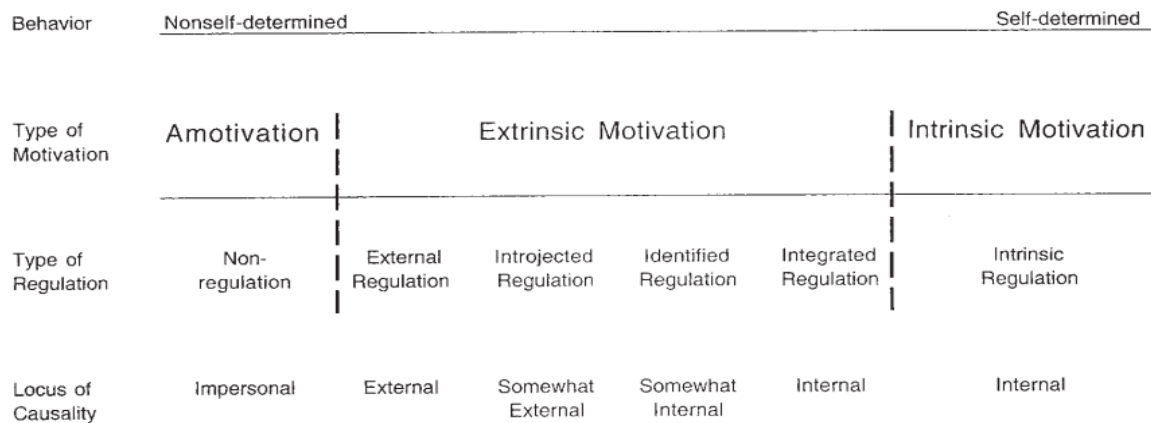 Behavior Nonself-determined Self-determined
Type of Motivation Amotivation Extrinsic Motivation Intrinsic Motivation
Type of Regulation Non-regulation External Regulation Introjected Regulation Identified Regulation Integrated Regulation Intrinsic Regulation
Locus of Causality Impersonal External Somewhat External Somewhat Internal Internal Internal